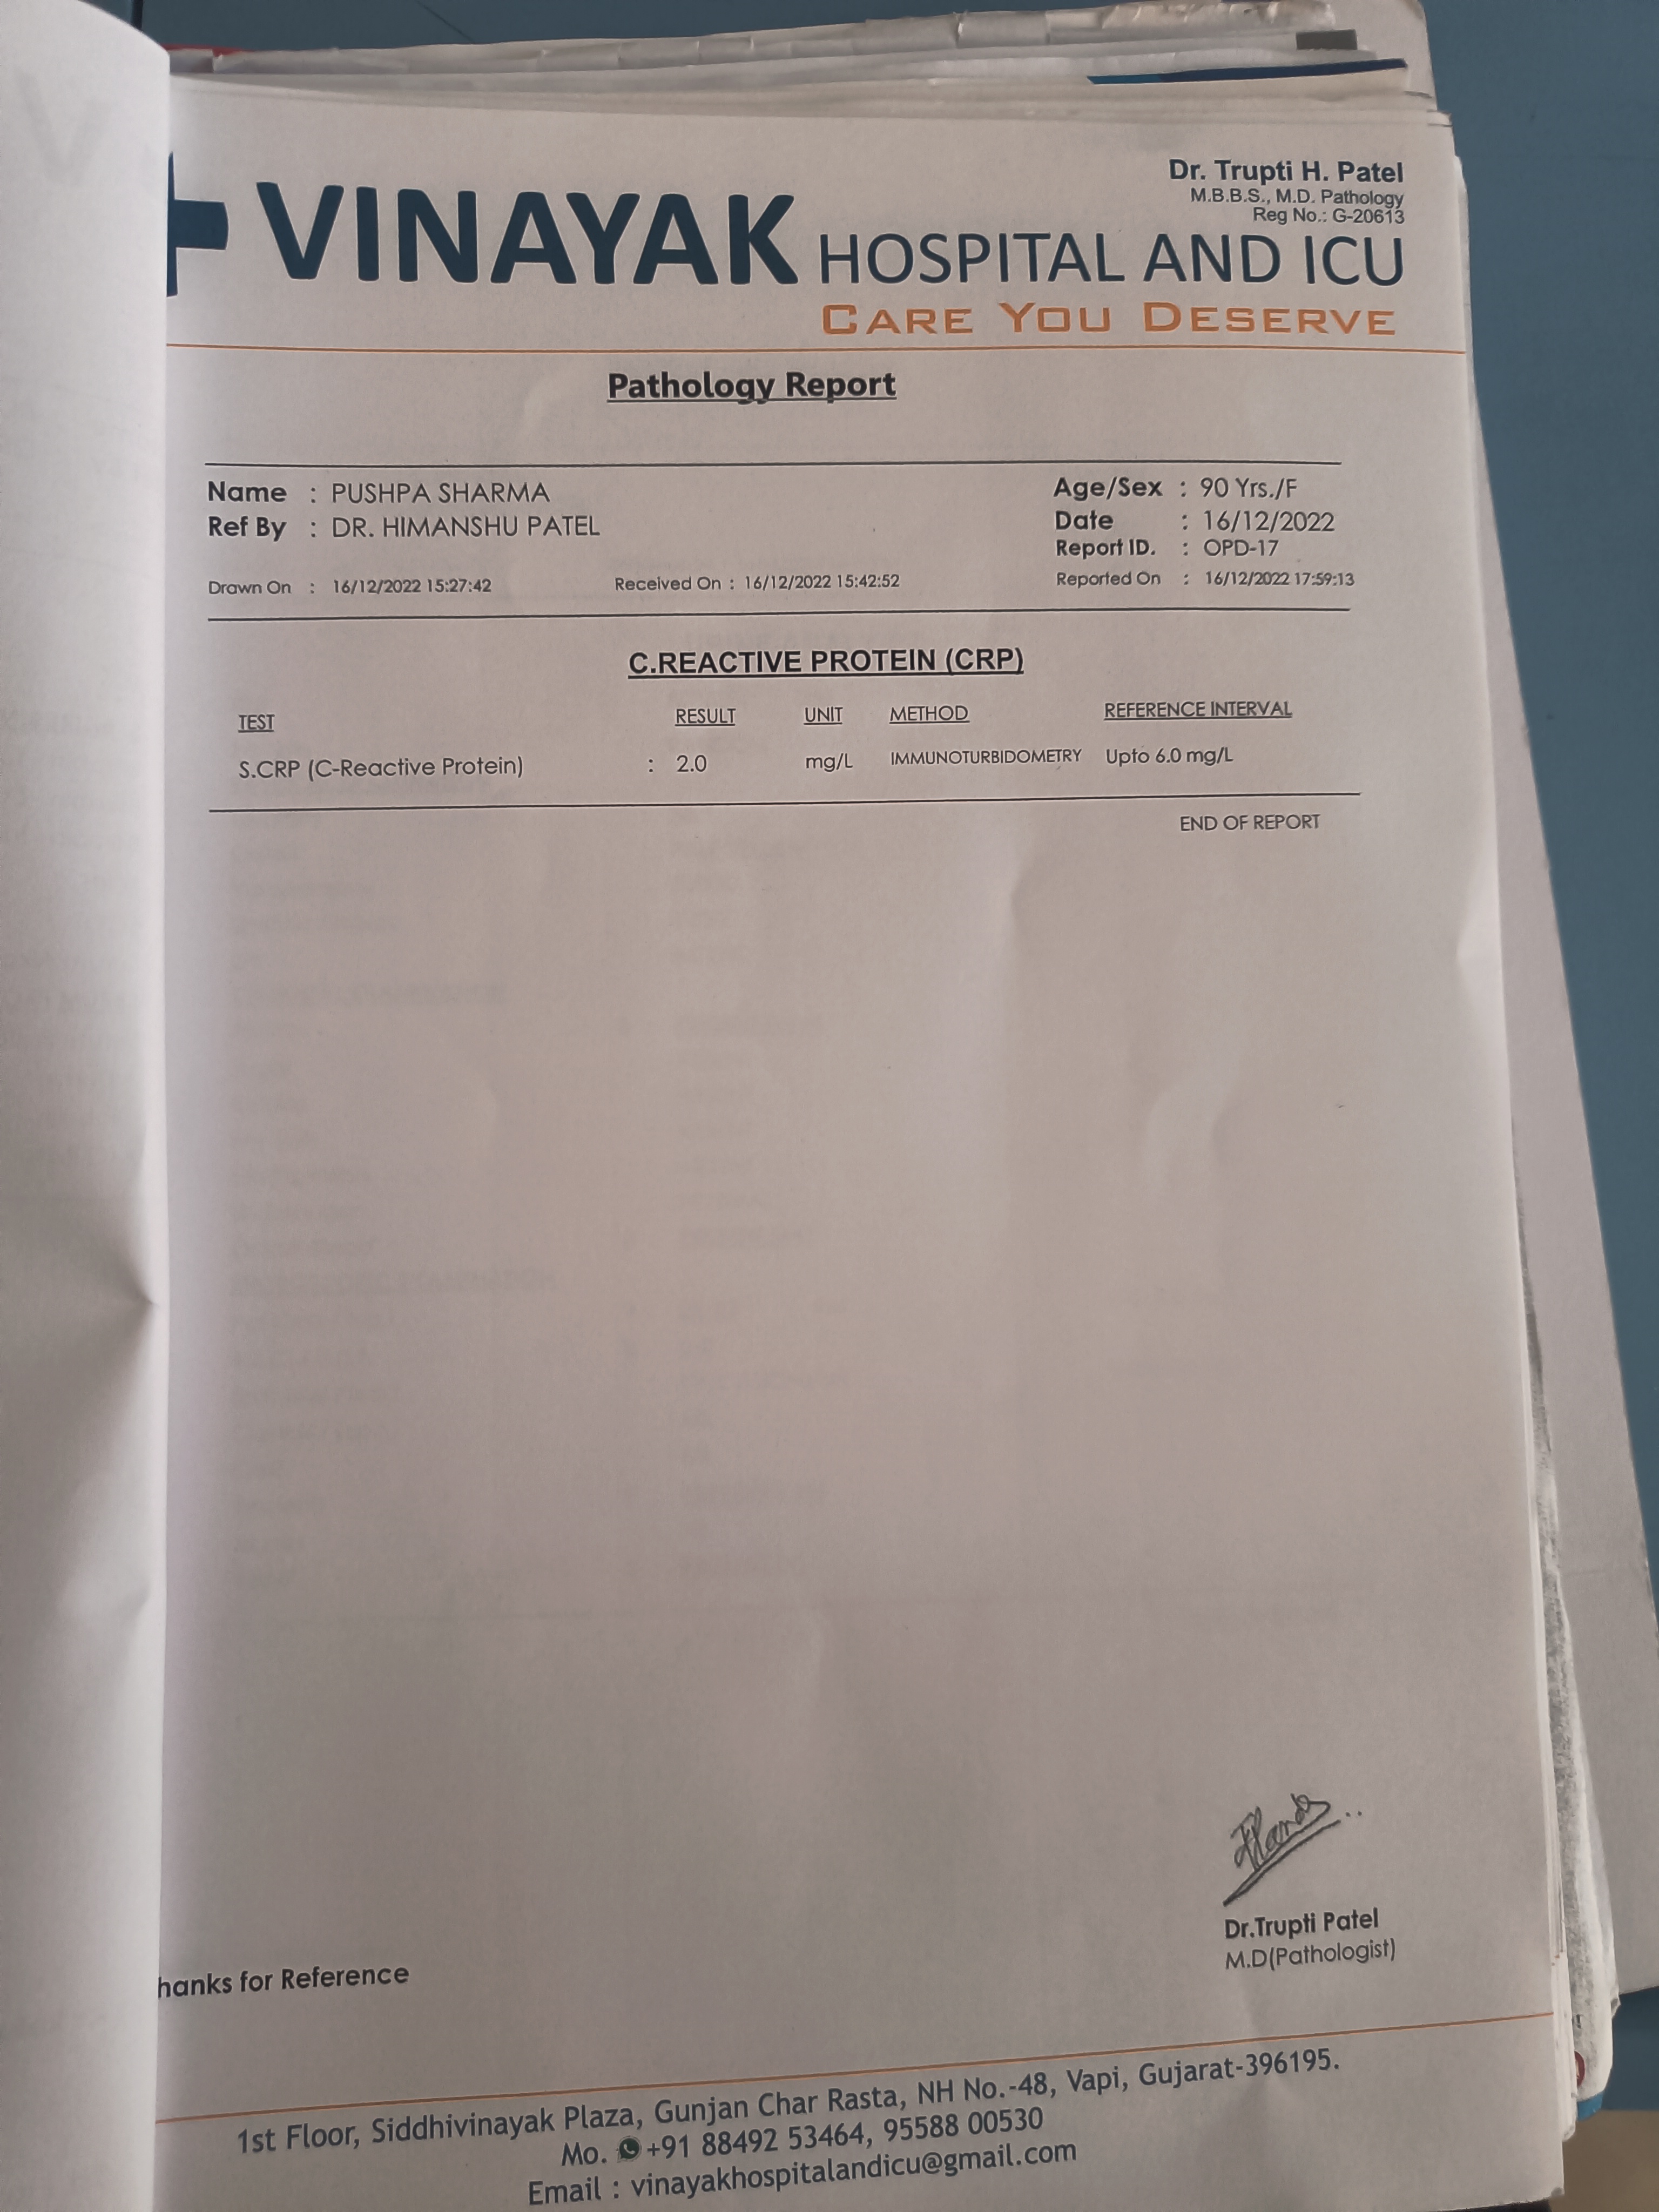 Dr. Trupti H. Patel
M.B.B.S., M.D. Pathology
Reg No.: G-20613
VINAYAK HOSPITAL AND ICU
CARE YOU DESERVE
Pathology Report
Name : PUSHPA SHARMA Age/Sex : 90 Yrs./F
Ref By : DR. HIMANSHU PATEL Date : 16/12/2022
Report ID. : OPD-17
Drawn On : 16/12/2022 15:27:42 Received On : 16/12/2022 15:42:52 Reported On : 16/12/2022 17:59:13
C.REACTIVE PROTEIN (CRP)
TEST RESULT UNIT METHOD REFERENCE INTERVAL
S.CRP (C-Reactive Protein) : 2.0 mg/L IMMUNOTURBIDOMETRY Upto 6.0 mg/L
END OF REPORT
Dr.Trupti Patel
M.D(Pathologist)
hanks for Reference
1st Floor, Siddhivinayak Plaza, Gunjan Char Rasta, NH No.-48, Vapi, Gujarat-396195.
Mo. +91 88492 53464, 95588 00530
Email : vinayakhospitalandicu@gmail.com